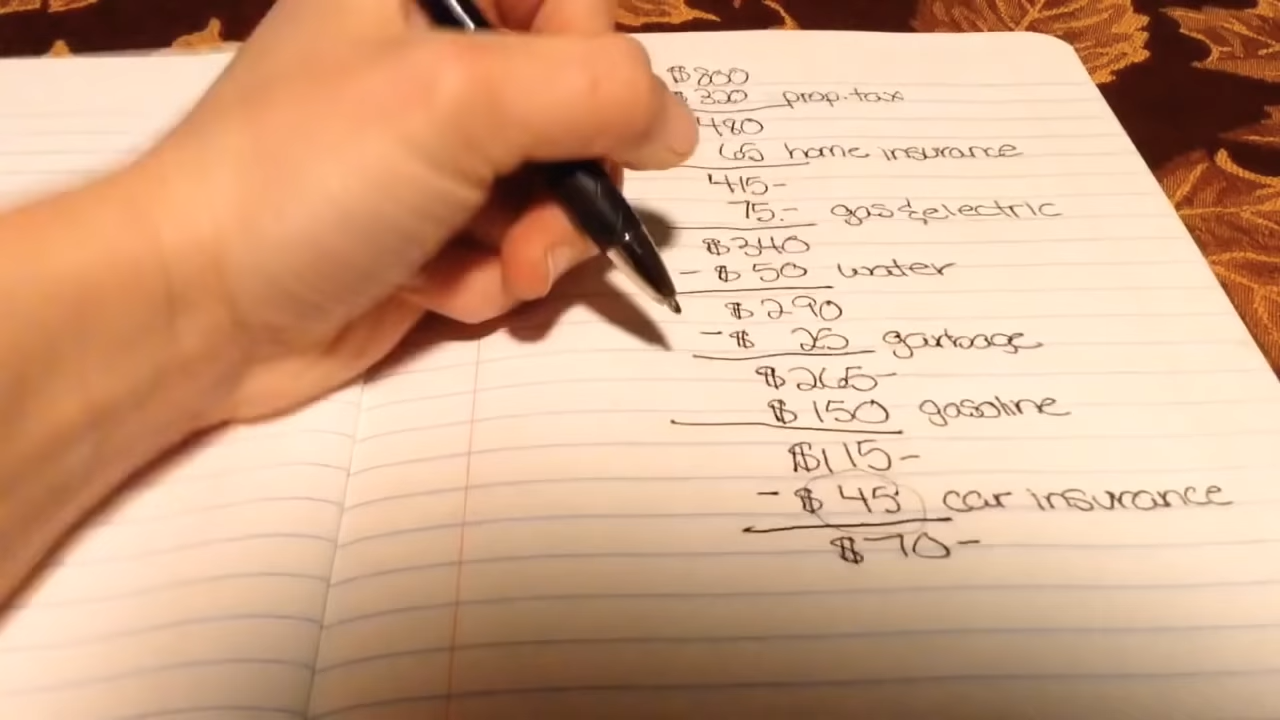 $800
$ 320 prop.tax
480
65 home insurance
415-
75.- gas & electric
$340
- $ 50 water
$290
- $ 25 garbage
$265-
$ 150 gasoline
$115-
- $ 45 car insurance
$70-